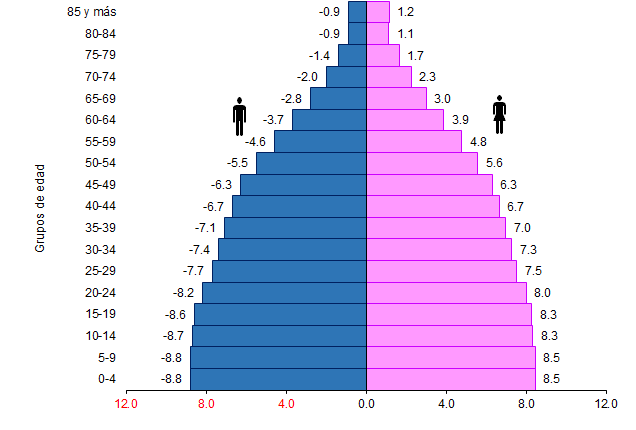 85 y más -0.9 1.2
80-84 -0.9 1.1
75-79 -1.4 1.7
70-74 -2.0 2.3
65-69 -2.8 3.0
60-64 -3.7 3.9
55-59 -4.6 4.8
50-54 -5.5 5.6
45-49 -6.3 6.3
40-44 -6.7 6.7
35-39 -7.1 7.0
30-34 -7.4 7.3
25-29 -7.7 7.5
20-24 -8.2 8.0
15-19 -8.6 8.3
10-14 -8.7 8.3
5-9 -8.8 8.5
0-4 -8.8 8.5
Grupos de edad
12.0 8.0 4.0 0.0 4.0 8.0 12.0